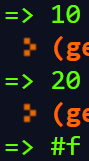 => 10
(ge
=> 20
(ge
=> #f